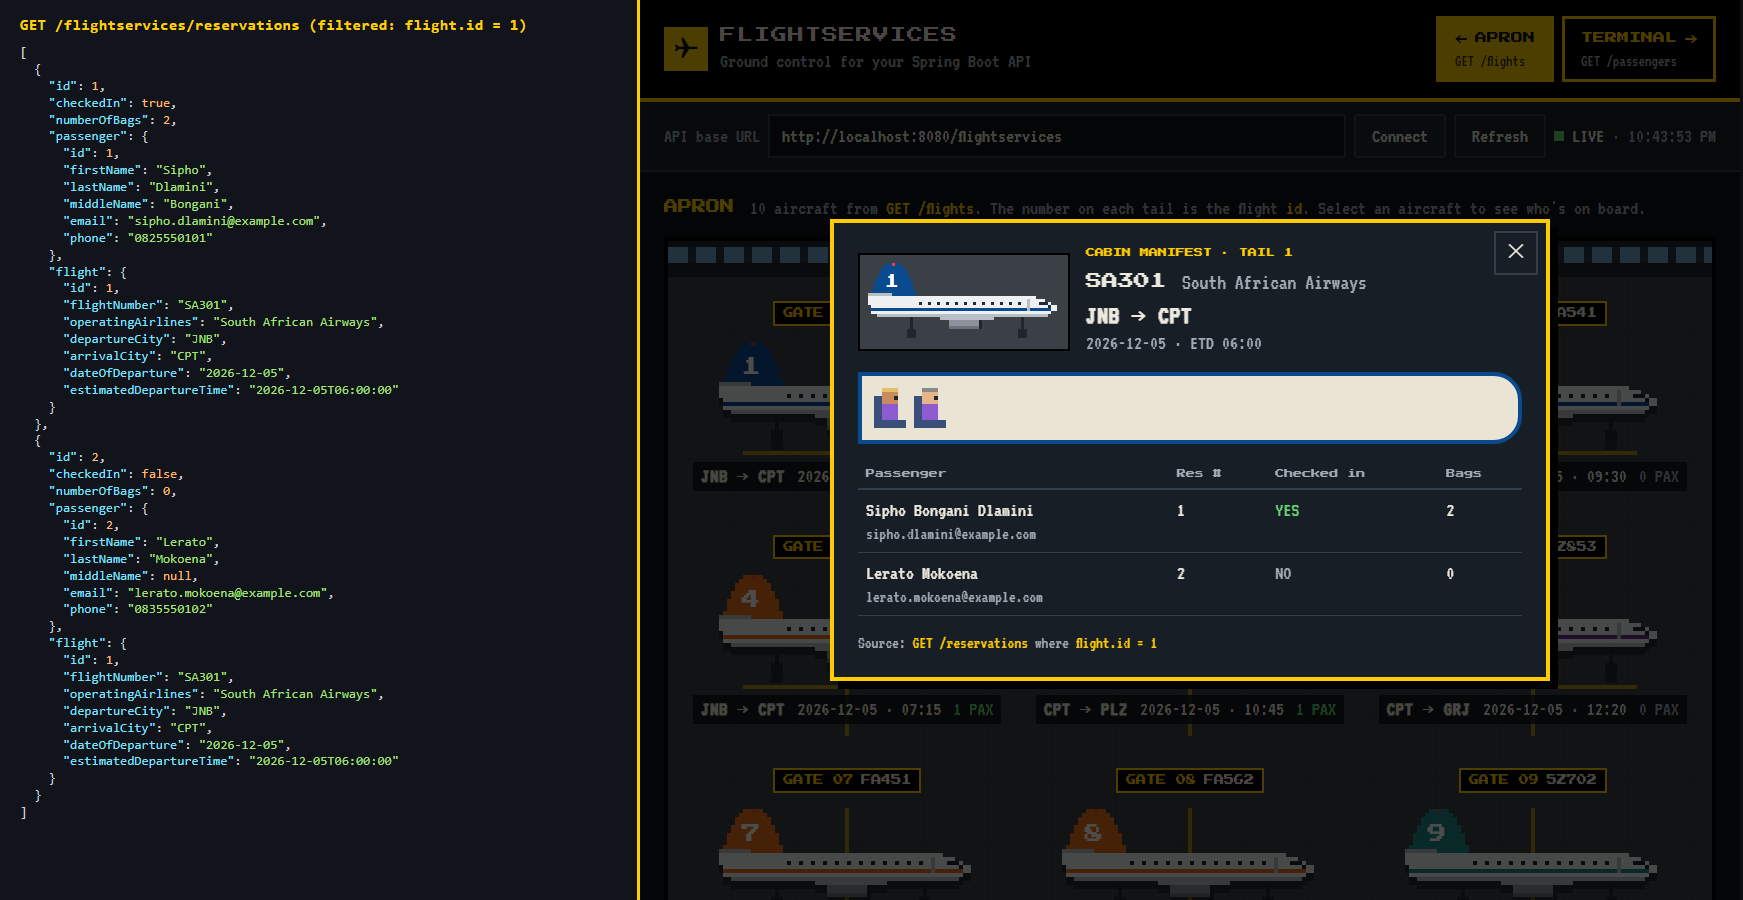 GET /flightservices/reservations (filtered: flight.id = 1)
[
  {
    "id": 1,
    "checkedIn": true,
    "numberOfBags": 2,
    "passenger": {
      "id": 1,
      "firstName": "Sipho",
      "lastName": "Dlamini",
      "middleName": "Bongani",
      "email": "sipho.dlamini@example.com",
      "phone": "0825550101"
    },
    "flight": {
      "id": 1,
      "flightNumber": "SA301",
      "operatingAirlines": "South African Airways",
      "departureCity": "JNB",
      "arrivalCity": "CPT",
      "dateOfDeparture": "2026-12-05",
      "estimatedDepartureTime": "2026-12-05T06:00:00"
    }
  },
  {
    "id": 2,
    "checkedIn": false,
    "numberOfBags": 0,
    "passenger": {
      "id": 2,
      "firstName": "Lerato",
      "lastName": "Mokoena",
      "middleName": null,
      "email": "lerato.mokoena@example.com",
      "phone": "0835550102"
    },
    "flight": {
      "id": 1,
      "flightNumber": "SA301",
      "operatingAirlines": "South African Airways",
      "departureCity": "JNB",
      "arrivalCity": "CPT",
      "dateOfDeparture": "2026-12-05",
      "estimatedDepartureTime": "2026-12-05T06:00:00"
    }
  }
]
FLIGHTSERVICES
Ground control for your Spring Boot API
← APRON
GET /flights
TERMINAL →
GET /passengers
API base URL http://localhost:8080/flightservices Connect Refresh LIVE · 10:43:53 PM
APRON 10 aircraft from GET /flights. The number on each tail is the flight id. Select an aircraft to see who's on board.
CABIN MANIFEST · TAIL 1
1
SA301 South African Airways
JNB → CPT
2026-12-05 · ETD 06:00
Passenger Res # Checked in Bags
Sipho Bongani Dlamini 1 YES 2
sipho.dlamini@example.com
Lerato Mokoena 2 NO 0
lerato.mokoena@example.com
Source: GET /reservations where flight.id = 1
GATE
A541
1
JNB → CPT 2026
5 · 09:30 0 PAX
GATE
Z853
4
JNB → CPT 2026-12-05 · 07:15 1 PAX
CPT → PLZ 2026-12-05 · 10:45 1 PAX
CPT → GRJ 2026-12-05 · 12:20 0 PAX
GATE 07 FA451
GATE 08 FA562
GATE 09 5Z702
7
8
9